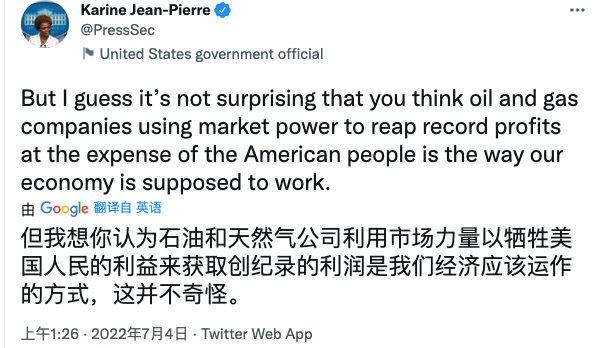 Karine Jean-Pierre
@PressSec
United States government official
But I guess it’s not surprising that you think oil and gas
companies using market power to reap record profits
at the expense of the American people is the way our
economy is supposed to work.
由 Google 翻译自 英语
但我想你认为石油和天然气公司利用市场力量以牺牲美
国人民的利益来获取创纪录的利润是我们经济应该运作
的方式，这并不奇怪。
上午1:26 · 2022年7月4日 · Twitter Web App